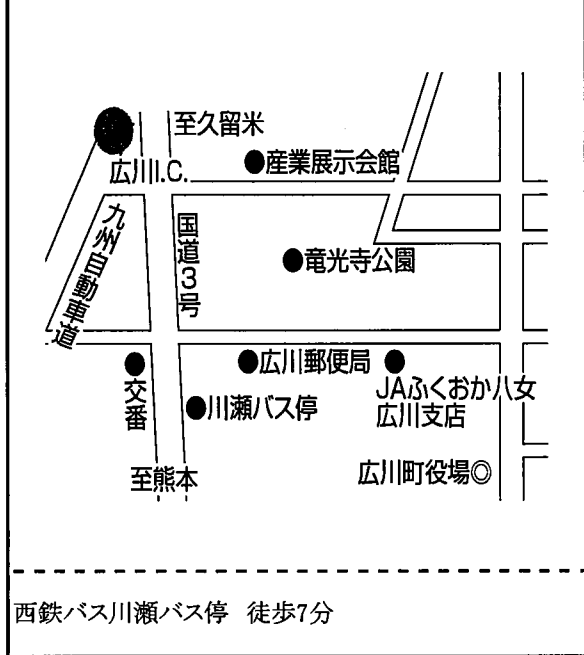 至久留米
広川I.C.
産業展示会館
九州自動車道
国道3号
竜光寺公園
広川郵便局
交番
川瀬バス停
JAふくおか八女
広川支店
至熊本
広川町役場◎
西鉄バス川瀬バス停 徒歩7分